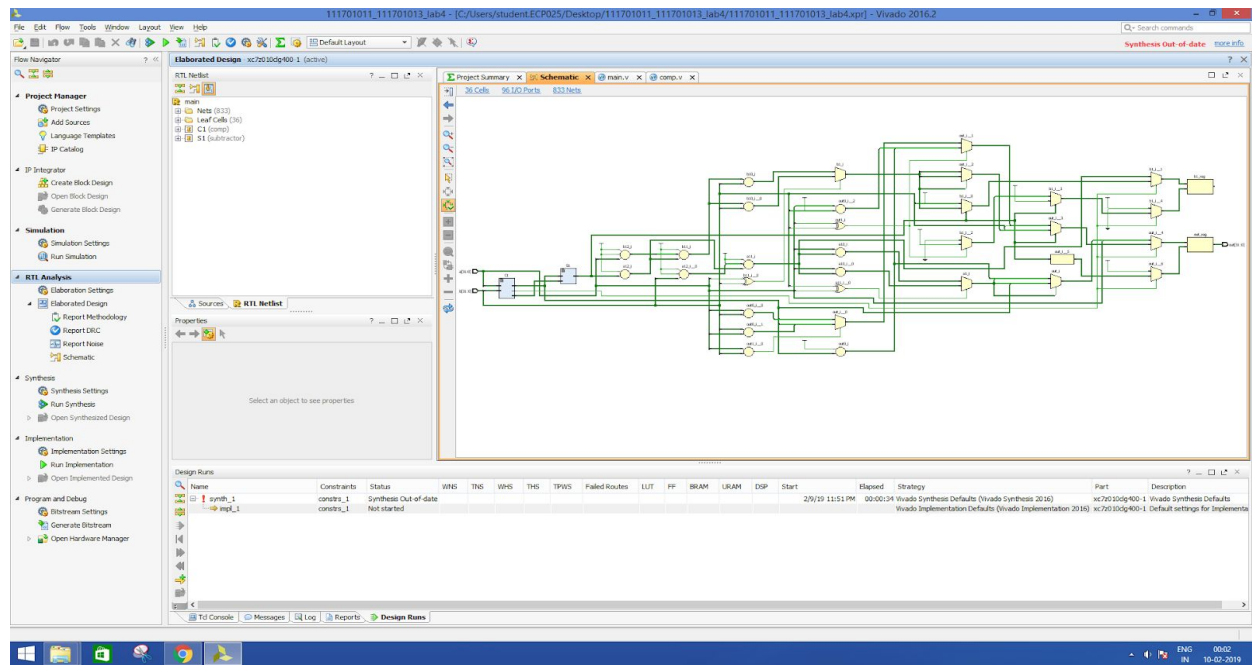 111701011_111701013_lab4 - [C:/Users/student.ECP025/Desktop/111701011_111701013_lab4/111701011_111701013_lab4.xpr] - Vivado 2016.2
File Edit Flow Tools Window Layout View Help
Search commands
Default Layout
Synthesis Out-of-date more info
Flow Navigator
Elaborated Design - xc7z010clg400-1 (active)
Project Manager
Project Settings
Add Sources
Language Templates
IP Catalog
IP Integrator
Create Block Design
Open Block Design
Generate Block Design
Simulation
Simulation Settings
Run Simulation
RTL Analysis
Elaboration Settings
Elaborated Design
Report Methodology
Report DRC
Report Noise
Schematic
Synthesis
Synthesis Settings
Run Synthesis
Open Synthesized Design
Implementation
Implementation Settings
Run Implementation
Open Implemented Design
Program and Debug
Bitstream Settings
Generate Bitstream
Open Hardware Manager
RTL Netlist
main
Nets (833)
Leaf Cells (36)
C1 (comp)
S1 (subtractor)
Sources RTL Netlist
Properties
Select an object to see properties
Project Summary Schematic main.v comp.v
36 Cells 96 I/O Ports 833 Nets
Design Runs
Name Constraints Status WNS TNS WHS THS TPWS Failed Routes LUT FF BRAM URAM DSP Start Elapsed Strategy Part Description
synth_1 constrs_1 Synthesis Out-of-date 2/9/19 11:51 PM 00:00:34 Vivado Synthesis Defaults (Vivado Synthesis 2016) xc7z010clg400-1 Vivado Synthesis Defaults
impl_1 constrs_1 Not started Vivado Implementation Defaults (Vivado Implementation 2016) xc7z010clg400-1 Default settings for Implementa
Tcl Console Messages Log Reports Design Runs
ENG 00:02
IN 10-02-2019